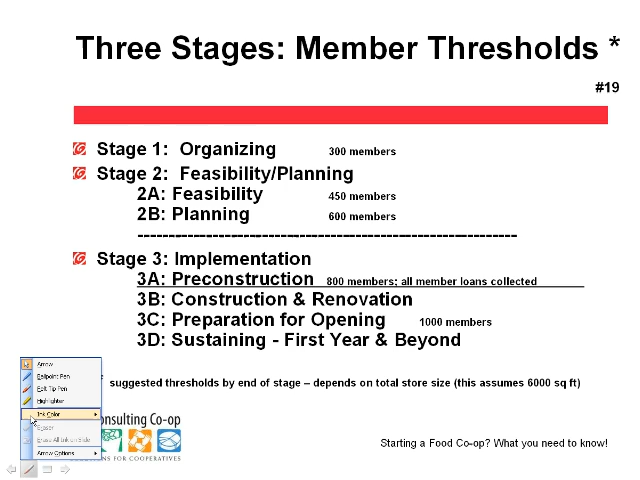 Three Stages: Member Thresholds *
#19
Stage 1: Organizing 300 members
Stage 2: Feasibility/Planning
2A: Feasibility 450 members
2B: Planning 600 members
--------------------------------------------------------------
Stage 3: Implementation
3A: Preconstruction 800 members; all member loans collected
3B: Construction & Renovation
3C: Preparation for Opening 1000 members
3D: Sustaining - First Year & Beyond
* suggested thresholds by end of stage – depends on total store size (this assumes 6000 sq ft)
Arrow
Ballpoint Pen
Felt Tip Pen
Highlighter
Ink Color
Eraser
Erase All Ink on Slide
Arrow Options
onsulting Co-op
IONS FOR COOPERATIVES
Starting a Food Co-op? What you need to know!